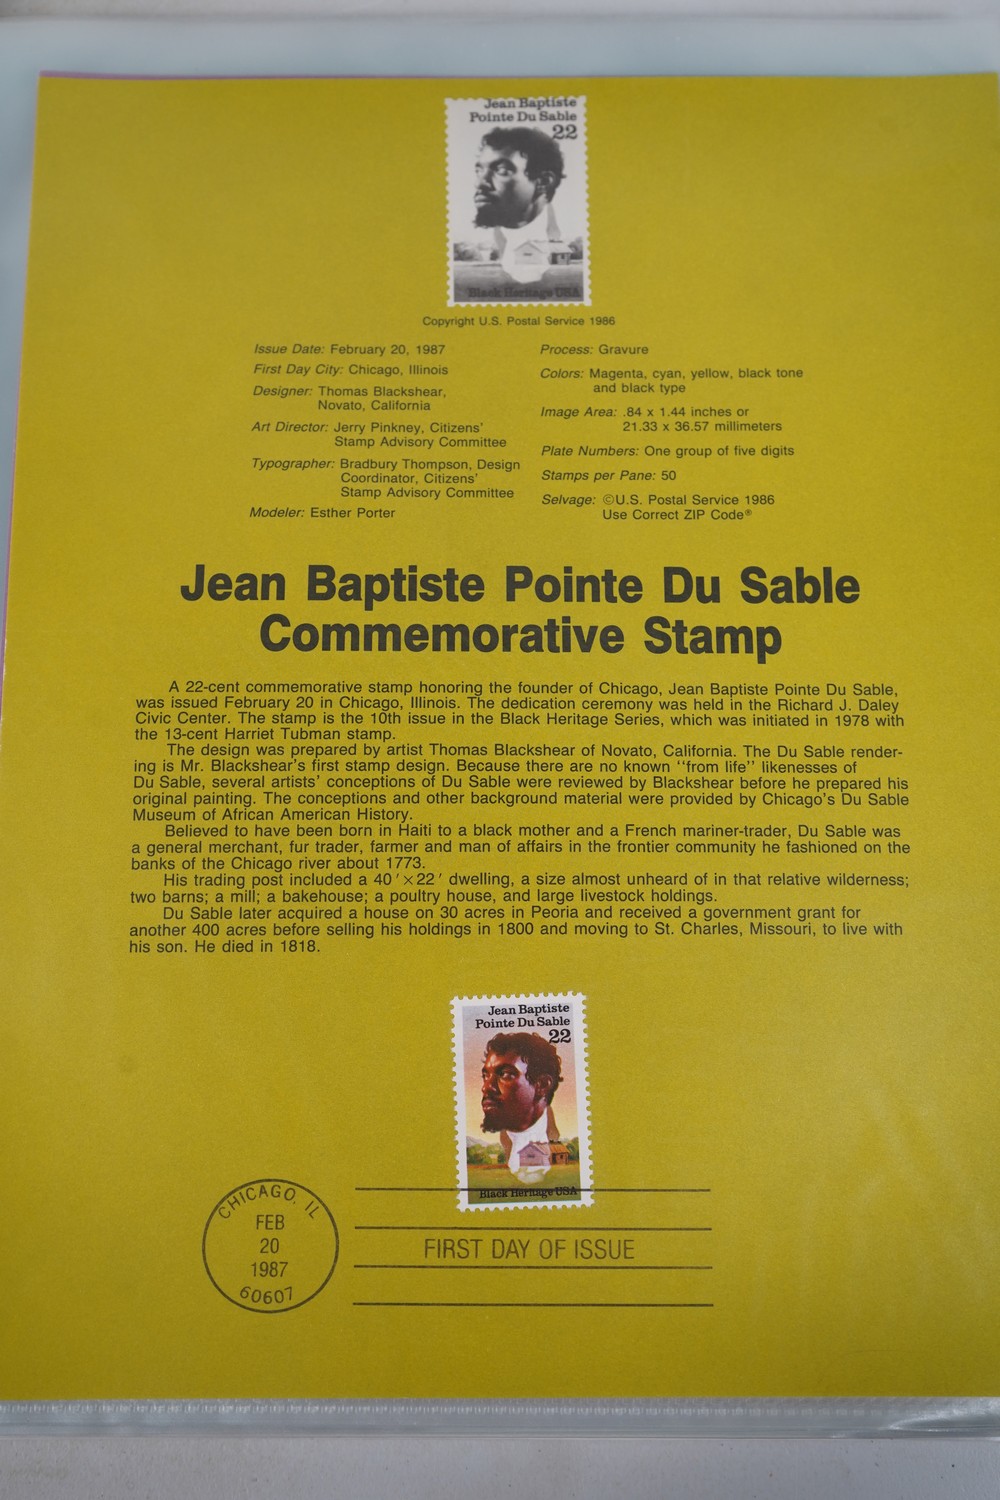 Jean Baptiste
Pointe Du Sable
22
Black Heritage USA
Copyright U.S. Postal Service 1986
Issue Date: February 20, 1987
First Day City: Chicago, Illinois
Designer: Thomas Blackshear,
Novato, California
Art Director: Jerry Pinkney, Citizens'
Stamp Advisory Committee
Typographer: Bradbury Thompson, Design
Coordinator, Citizens'
Stamp Advisory Committee
Modeler: Esther Porter
Process: Gravure
Colors: Magenta, cyan, yellow, black tone
and black type
Image Area: .84 x 1.44 inches or
21.33 x 36.57 millimeters
Plate Numbers: One group of five digits
Stamps per Pane: 50
Selvage: ©U.S. Postal Service 1986
Use Correct ZIP Code®
Jean Baptiste Pointe Du Sable
Commemorative Stamp
A 22-cent commemorative stamp honoring the founder of Chicago, Jean Baptiste Pointe Du Sable,
was issued February 20 in Chicago, Illinois. The dedication ceremony was held in the Richard J. Daley
Civic Center. The stamp is the 10th issue in the Black Heritage Series, which was initiated in 1978 with
the 13-cent Harriet Tubman stamp.
The design was prepared by artist Thomas Blackshear of Novato, California. The Du Sable render-
ing is Mr. Blackshear's first stamp design. Because there are no known "from life" likenesses of
Du Sable, several artists' conceptions of Du Sable were reviewed by Blackshear before he prepared his
original painting. The conceptions and other background material were provided by Chicago's Du Sable
Museum of African American History.
Believed to have been born in Haiti to a black mother and a French mariner-trader, Du Sable was
a general merchant, fur trader, farmer and man of affairs in the frontier community he fashioned on the
banks of the Chicago river about 1773.
His trading post included a 40′×22′ dwelling, a size almost unheard of in that relative wilderness;
two barns; a mill; a bakehouse; a poultry house, and large livestock holdings.
Du Sable later acquired a house on 30 acres in Peoria and received a government grant for
another 400 acres before selling his holdings in 1800 and moving to St. Charles, Missouri, to live with
his son. He died in 1818.
Jean Baptiste
Pointe Du Sable
22
Black Heritage USA
CHICAGO, IL
FEB
20
1987
60607
FIRST DAY OF ISSUE